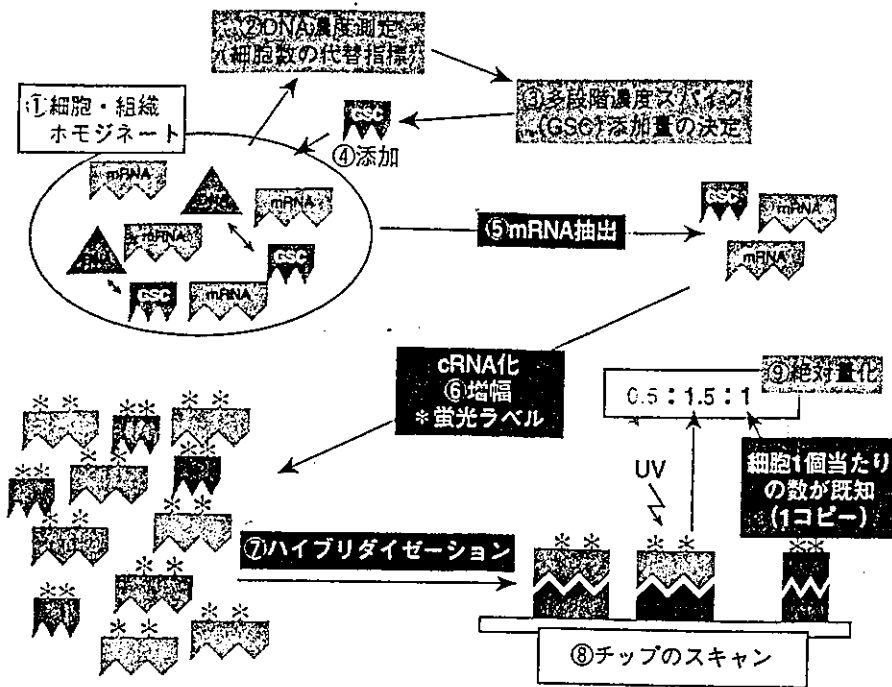 ②DNA濃度測定
(細胞数の代替指標)
①細胞・組織
ホモジネート
③多段階濃度スパイク
(GSC)添加量の決定
GSC
④添加
mRNA
mRNA
mRNA
GSC
GSC
mRNA
⑤mRNA抽出
GSC
mRNA
mRNA
cRNA化
⑥増幅
*蛍光ラベル
⑨絶対量化
0.5:1.5:1
細胞1個当たり
の数が既知
(1コピー)
UV
⑦ハイブリダイゼーション
⑧チップのスキャン